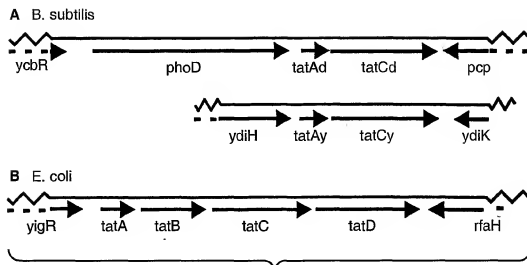 A B. subtilis
ycbR phoD tatAd tatCd pcp
ydiH tatAy tatCy ydiK
B E. coli
yigR tatA tatB tatC tatD rfaH